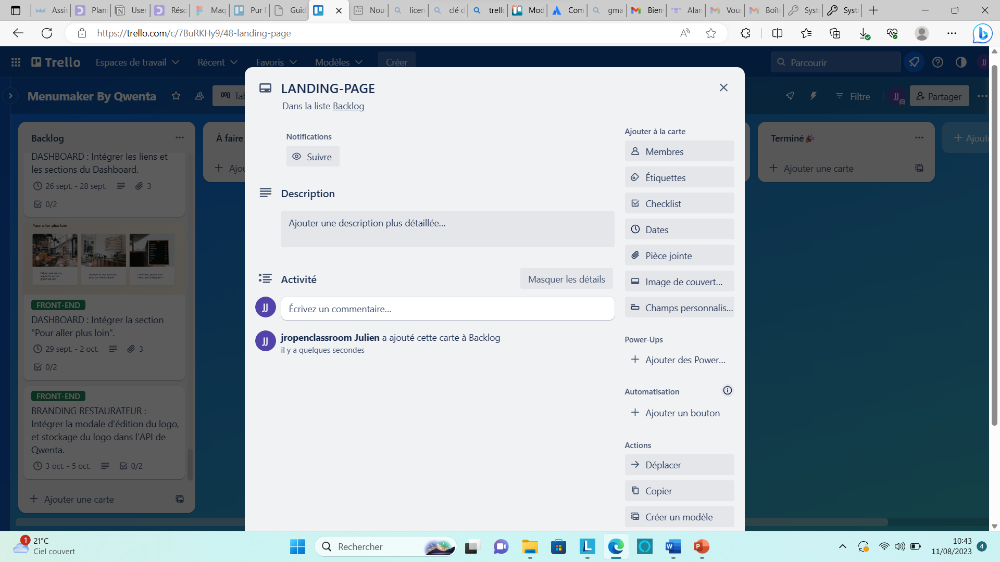 Assis
Plan
User
Réso
Maq
Pur B
Guid
Nou
licen
clé d
trello
Mod
Com
gma
Bien
Alan
Vous
Boît
Syst
Syst
https://trello.com/c/7BuRKHy9/48-landing-page
Trello
Espaces de travail
Récent
Favoris
Modèles
Créer
Parcourir
JJ
Menumaker By Qwenta
Tab
Filtre
JJ
Partager
Backlog
DASHBOARD : Intégrer les liens et
les sections du Dashboard.
26 sept. - 28 sept.
3
0/2
Pour aller plus loin
FRONT-END
DASHBOARD : Intégrer la section
"Pour aller plus loin".
29 sept. - 2 oct.
3
0/2
FRONT-END
BRANDING RESTAURATEUR :
Intégrer la modale d'édition du logo,
et stockage du logo dans l'API de
Qwenta.
3 oct. - 5 oct.
0/2
Ajouter une carte
À faire
Ajou
LANDING-PAGE
Dans la liste Backlog
Notifications
Suivre
Description
Ajouter une description plus détaillée…
Activité
Masquer les détails
JJ
Écrivez un commentaire…
JJ
jropenclassroom Julien a ajouté cette carte à Backlog
il y a quelques secondes
Ajouter à la carte
Membres
Étiquettes
Checklist
Dates
Pièce jointe
Image de couvert...
Champs personnalis...
Power-Ups
Ajouter des Power...
Automatisation
Ajouter un bouton
Actions
Déplacer
Copier
Créer un modèle
Terminé
Ajouter une carte
Ajoute
1
21°C
Ciel couvert
Rechercher
10:43
11/08/2023
4